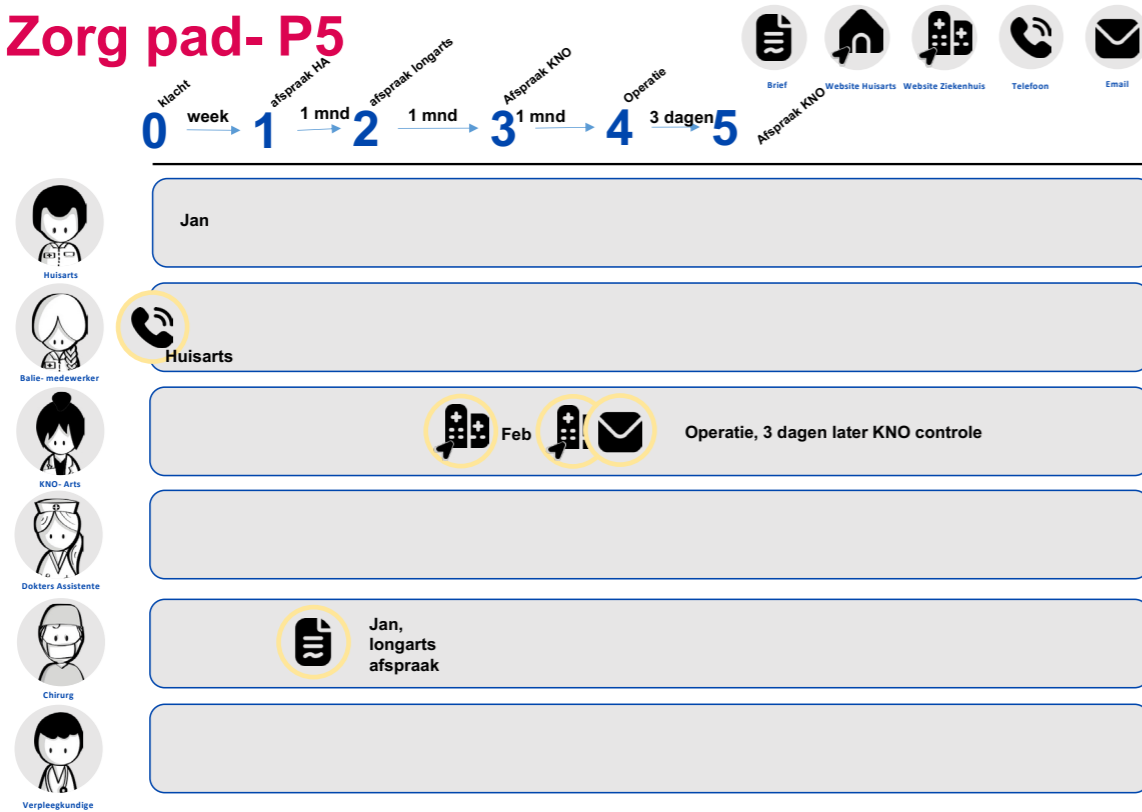 Zorg pad- P5
Brief
Website Huisarts
Website Ziekenhuis
Telefoon
Email
klacht
afspraak HA
afspraak longarts
Afspraak KNO
Operatie
Afspraak KNO
0
week
1
1 mnd
2
1 mnd
3
1 mnd
4
3 dagen
5
Huisarts
Jan
Balie- medewerker
Huisarts
KNO- Arts
Feb
Operatie, 3 dagen later KNO controle
Dokters Assistente
Chirurg
Jan,
longarts
afspraak
Verpleegkundige